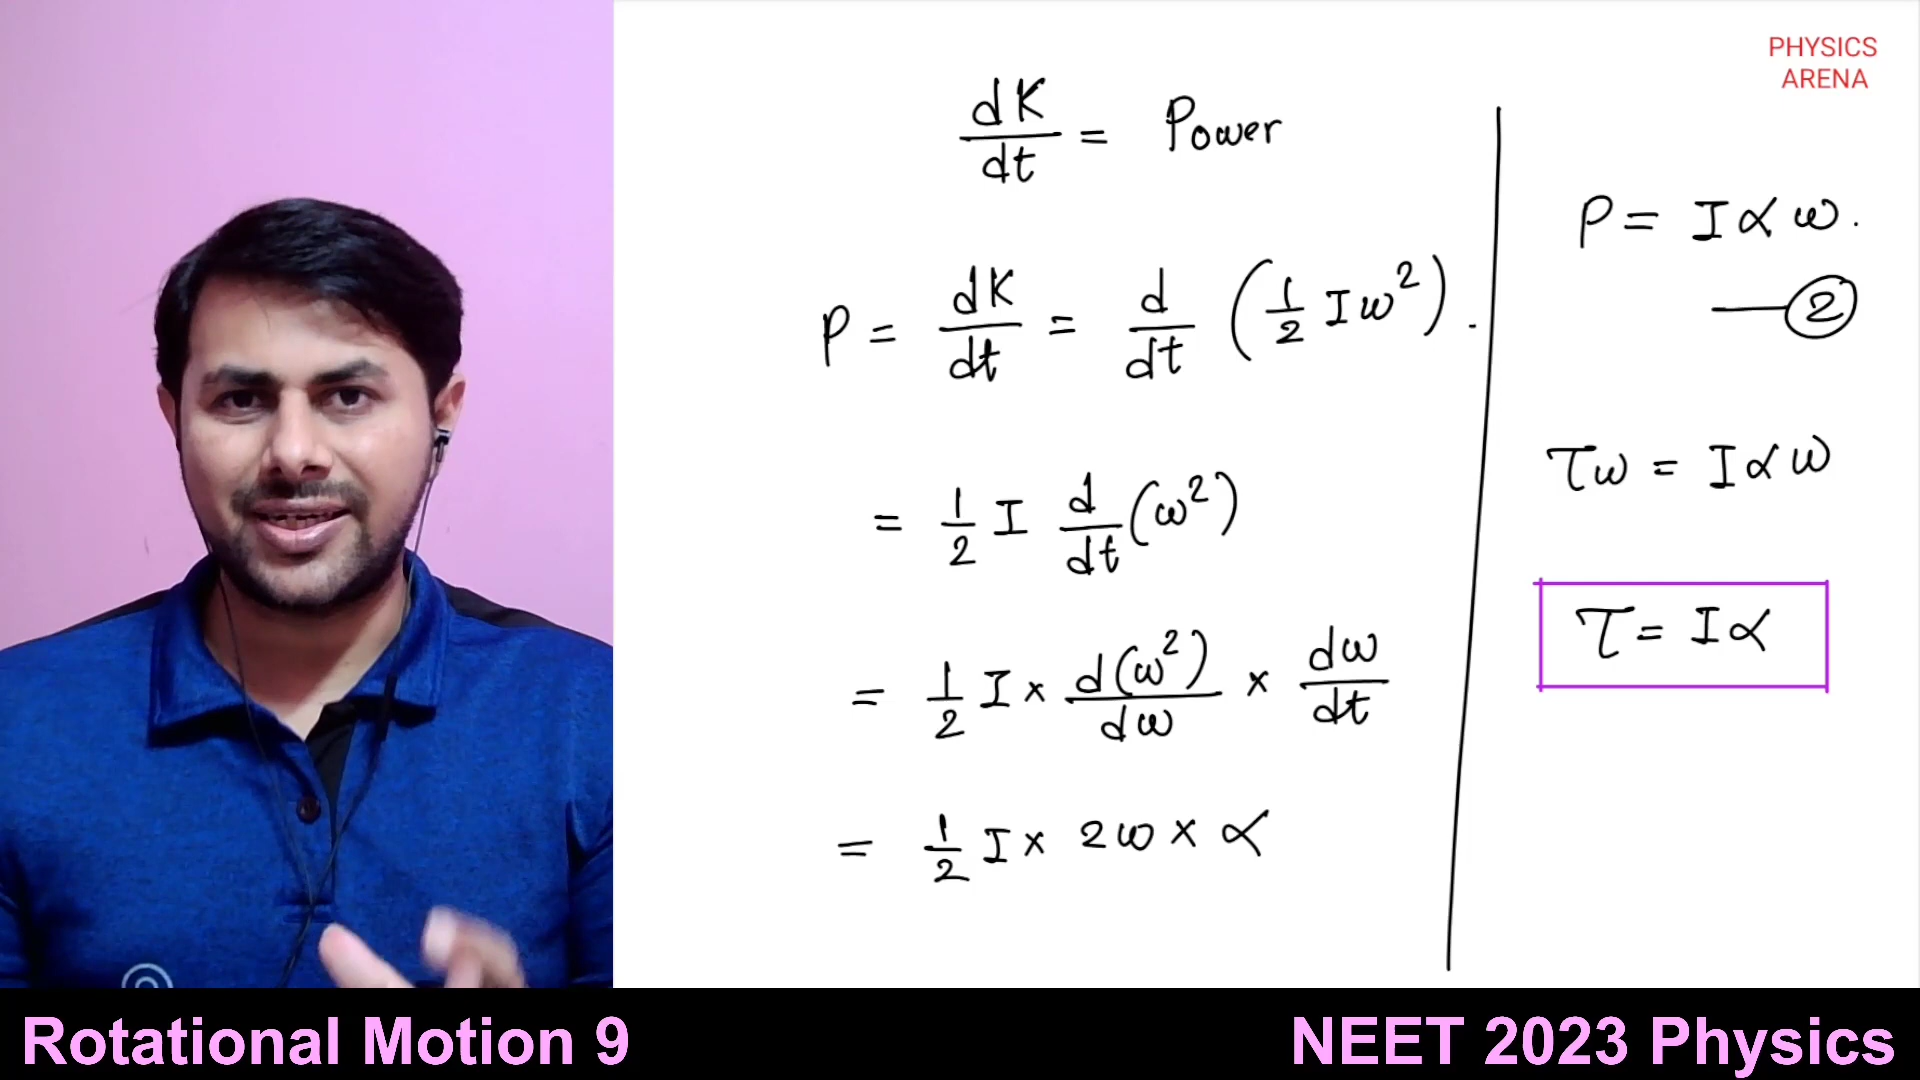 PHYSICS
ARENA
dK/dt = Power
P = dK/dt = d/dt (1/2 Iω²).
= 1/2 I d/dt (ω²)
= 1/2 I × d(ω²)/dω × dω/dt
= 1/2 I × 2ω × α
P = Iαω.
—②
τω = Iαω
τ = Iα
Rotational Motion 9
NEET 2023 Physics